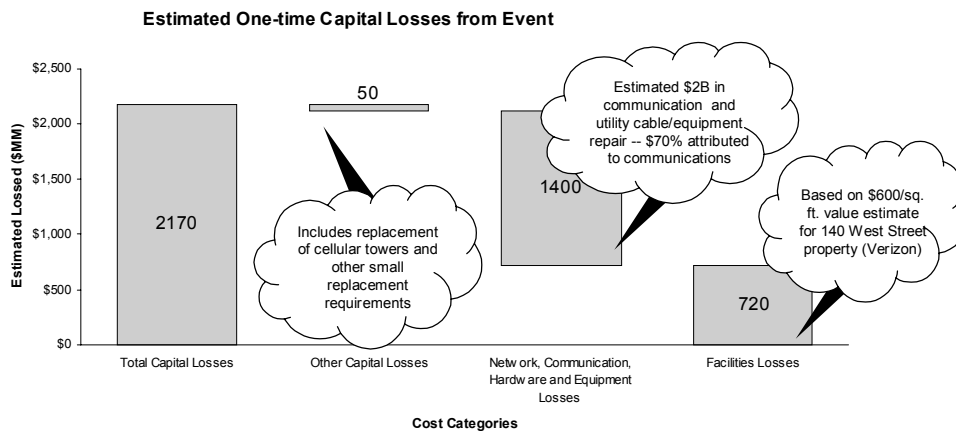 Estimated One-time Capital Losses from Event
Estimated Lossed ($MM)
$2,500
$2,000
$1,500
$1,000
$500
$0
2170
50
1400
720
Includes replacement
of cellular towers and
other small
replacement
requirements
Estimated $2B in
communication and
utility cable/equipment
repair -- $70% attributed
to communications
Based on $600/sq.
ft. value estimate
for 140 West Street
property (Verizon)
Total Capital Losses
Other Capital Losses
Network, Communication,
Hardware and Equipment
Losses
Facilities Losses
Cost Categories